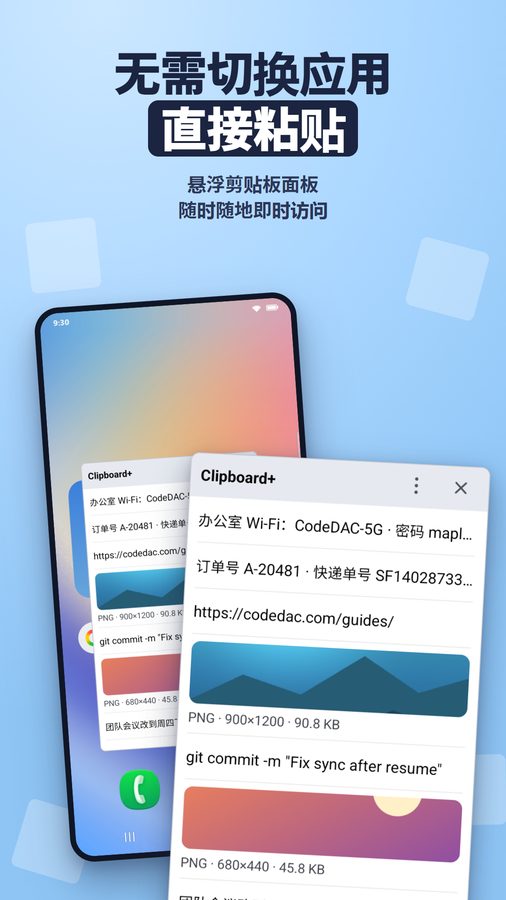 无需切换应用
直接粘贴
悬浮剪贴板面板
随时随地即时访问
9:30
Clipboard+
办公室 Wi-Fi：CodeDAC-5
订单号 A-20481 · 快递单
https://codedac.com/g
PNG · 900×1200 · 90.8 K
git commit -m "Fix syn
PNG · 680×440 · 45.8
团队会议改到周四
Clipboard+
办公室 Wi-Fi：CodeDAC-5G · 密码 mapl…
订单号 A-20481 · 快递单号 SF14028733…
https://codedac.com/guides/
PNG · 900×1200 · 90.8 KB
git commit -m "Fix sync after resume"
PNG · 680×440 · 45.8 KB